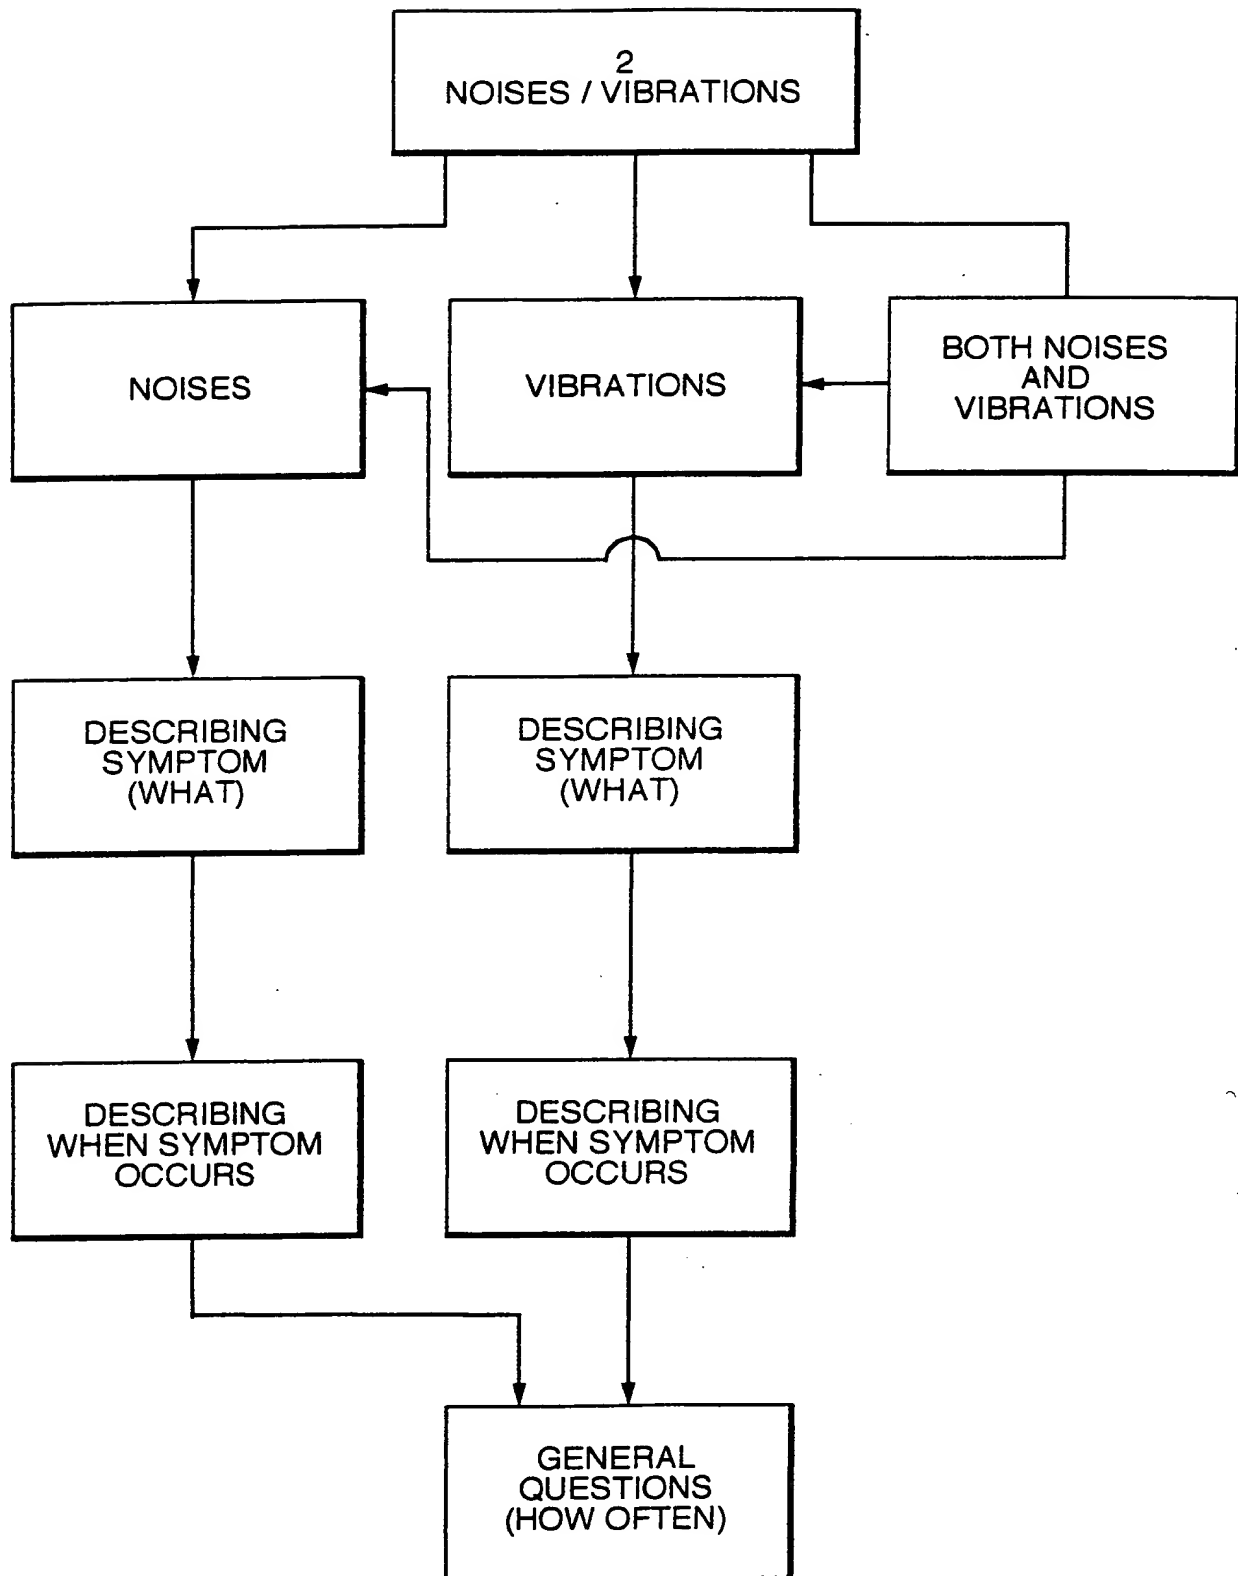 2
NOISES / VIBRATIONS
NOISES
VIBRATIONS
BOTH NOISES
AND
VIBRATIONS
DESCRIBING
SYMPTOM
(WHAT)
DESCRIBING
SYMPTOM
(WHAT)
DESCRIBING
WHEN SYMPTOM
OCCURS
DESCRIBING
WHEN SYMPTOM
OCCURS
GENERAL
QUESTIONS
(HOW OFTEN)